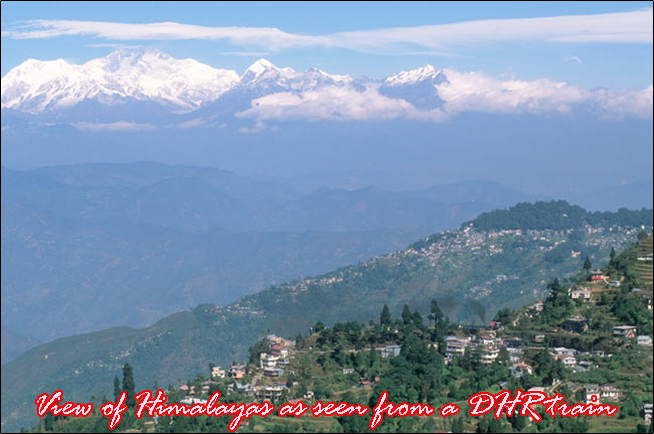 View of Himalayas as seen from a DHR train